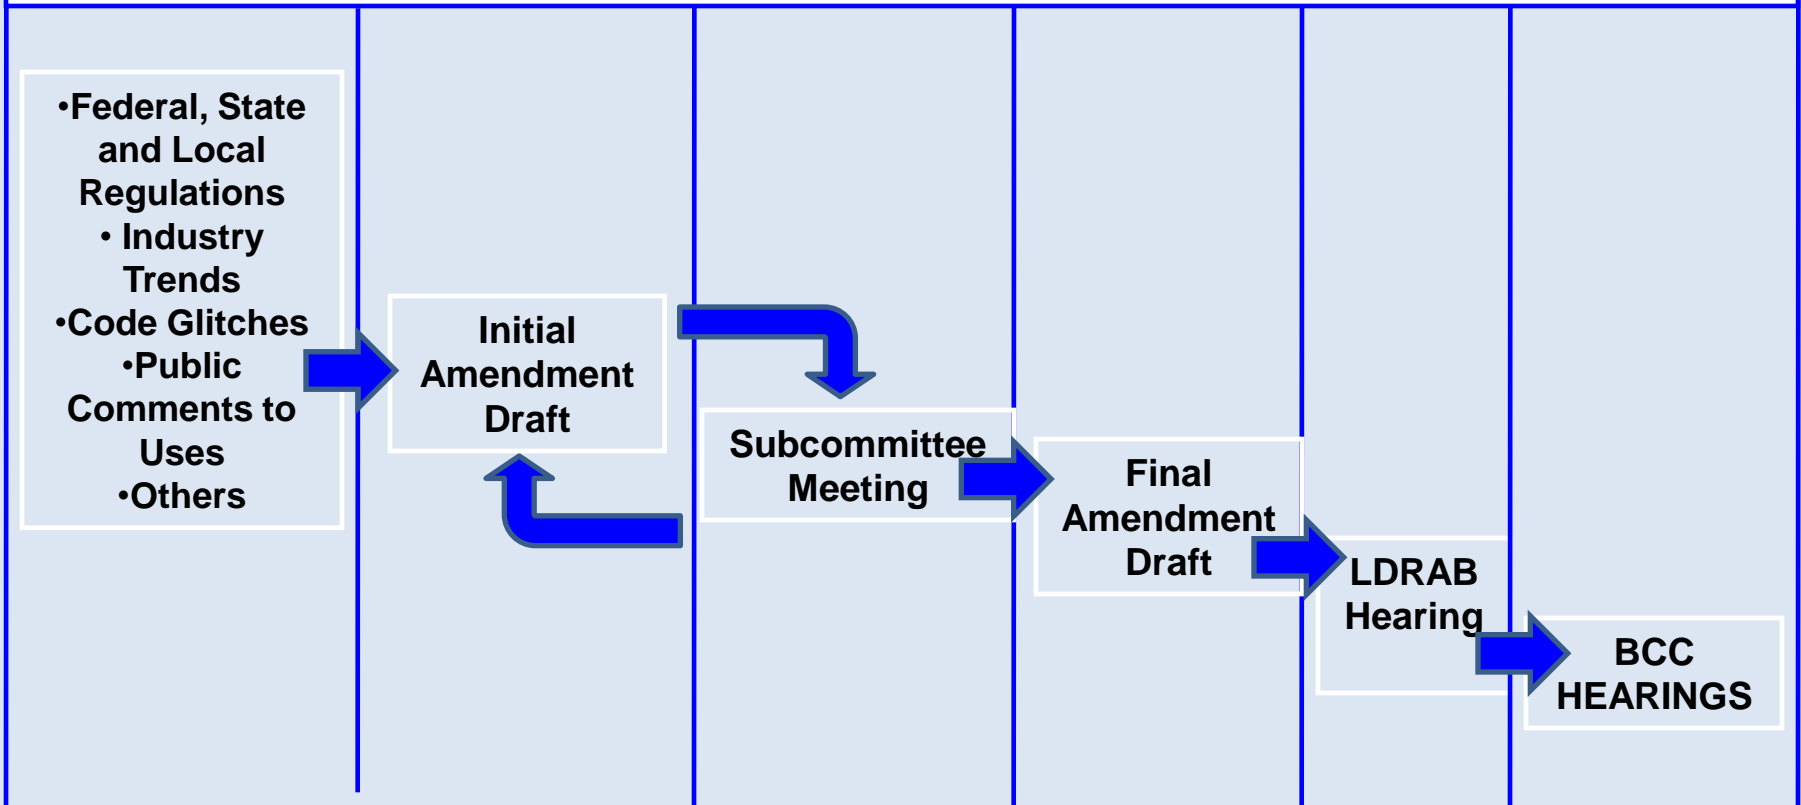 •Federal, State
and Local
Regulations
• Industry
Trends
•Code Glitches
•Public
Comments to
Uses
•Others
Initial
Amendment
Draft
Subcommittee
Meeting
Final
Amendment
Draft
LDRAB
Hearing
BCC
HEARINGS